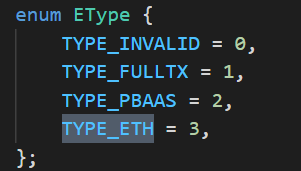 enum EType {
    TYPE_INVALID = 0,
    TYPE_FULLTX = 1,
    TYPE_PBAAS = 2,
    TYPE_ETH = 3,
};